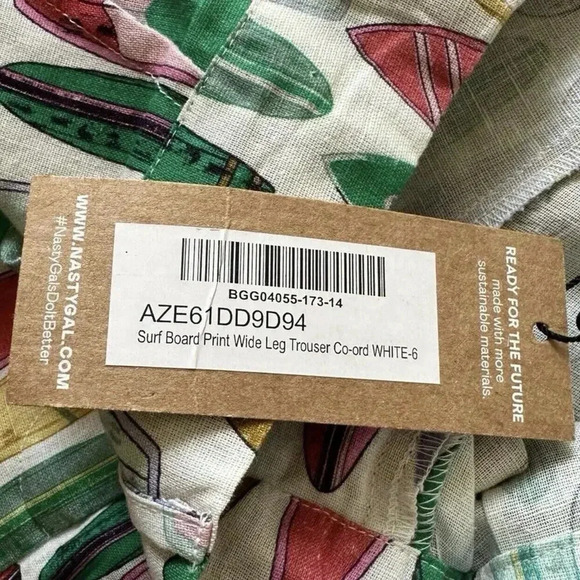 WWW.NASTYGAL.COM
#NastyGalsDoItBetter
BGG04055-173-14
AZE61DD9D94
Surf Board Print Wide Leg Trouser Co-ord WHITE-6
READY FOR THE FUTURE
made with more
sustainable materials.